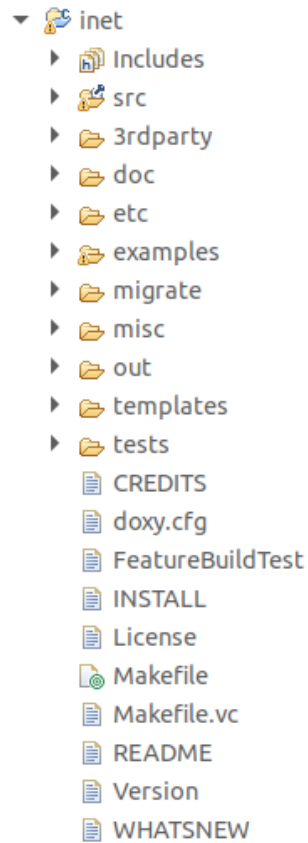 inet
Includes
src
3rdparty
doc
etc
examples
migrate
misc
out
templates
tests
CREDITS
doxy.cfg
FeatureBuildTest
INSTALL
License
Makefile
Makefile.vc
README
Version
WHATSNEW